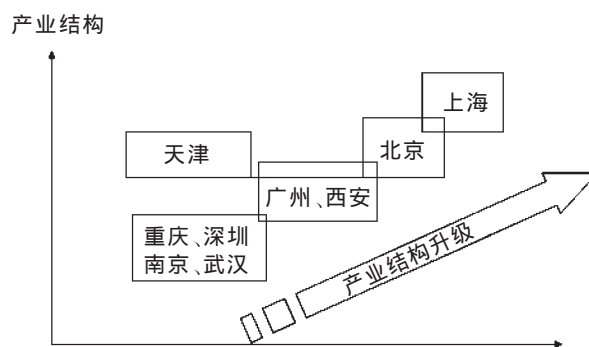 产业结构
上海
天津
北京
广州、西安
重庆、深圳
南京、武汉
产业结构升级